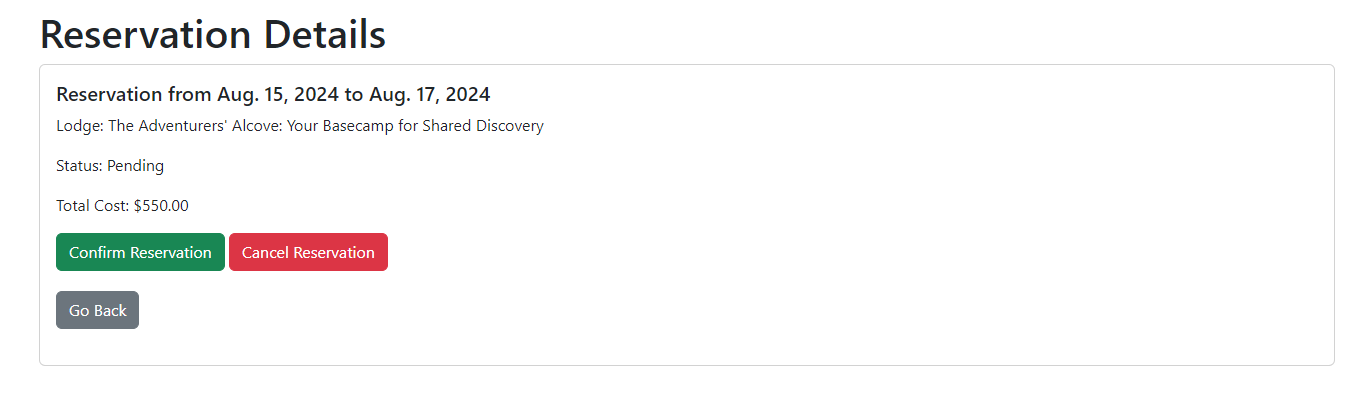 Reservation Details
Reservation from Aug. 15, 2024 to Aug. 17, 2024
Lodge: The Adventurers' Alcove: Your Basecamp for Shared Discovery
Status: Pending
Total Cost: $550.00
Confirm Reservation Cancel Reservation
Go Back